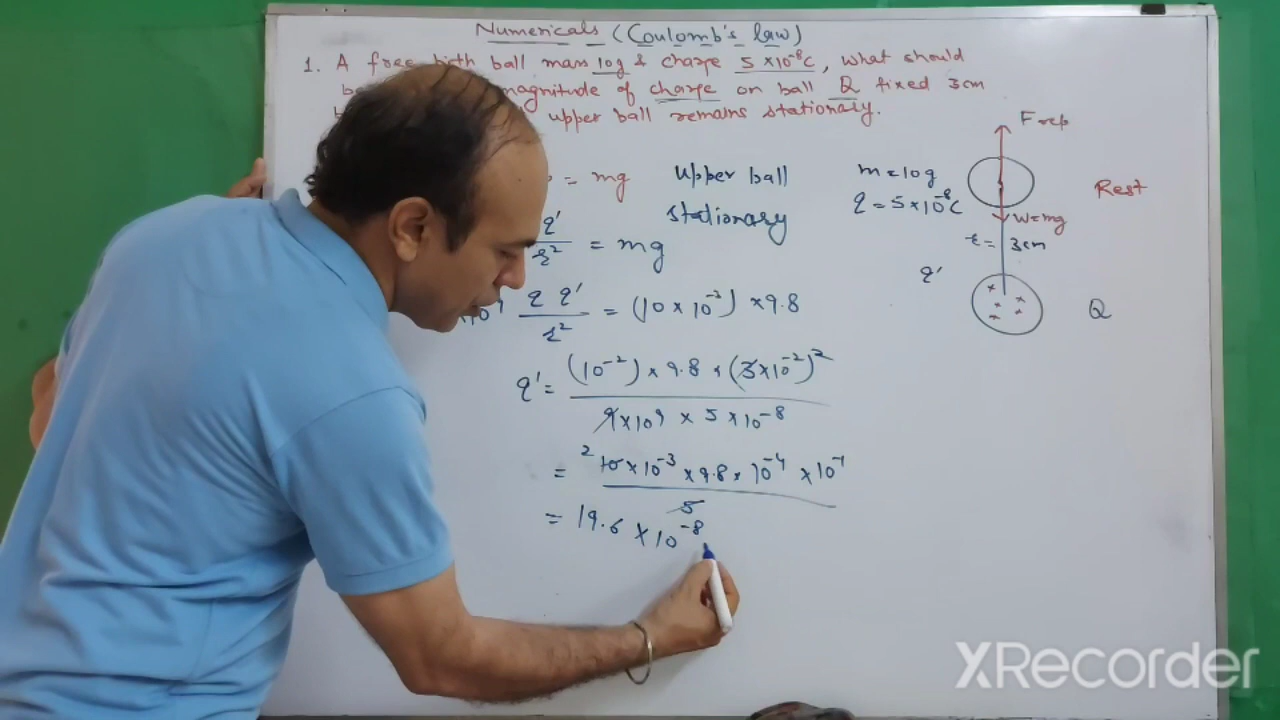 Numericals (Coulomb's law)
1. A free pith ball mass 10g & charge 5 × 10⁻⁸C, what should
be magnitude of charge on ball Q fixed 3cm
upper ball remains stationary.
= mg upper ball stationary
q' / r² = mg
q q' / r² = (10 × 10⁻³) × 9.8
q' = (10⁻²) × 9.8 × (3×10⁻²)² / 9×10⁹ × 5 × 10⁻⁸
= ² 10 × 10⁻³ × 9.8 × 10⁻⁴ × 10⁻¹ / 5
= 19.6 × 10⁻⁸
m = 10g
q = 5 × 10⁻⁸C
Frep
Rest
W = mg
r = 3cm
q'
Q
XRecorder